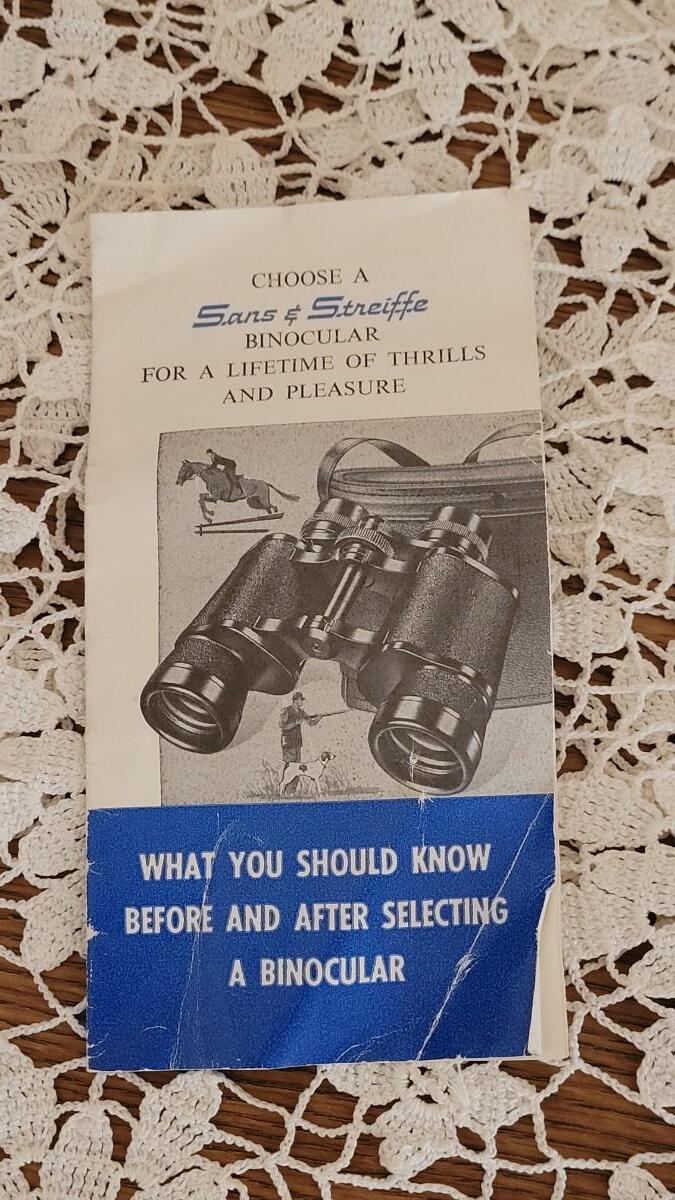 CHOOSE A
Sans & Streiffe
BINOCULAR
FOR A LIFETIME OF THRILLS
AND PLEASURE
WHAT YOU SHOULD KNOW
BEFORE AND AFTER SELECTING
A BINOCULAR